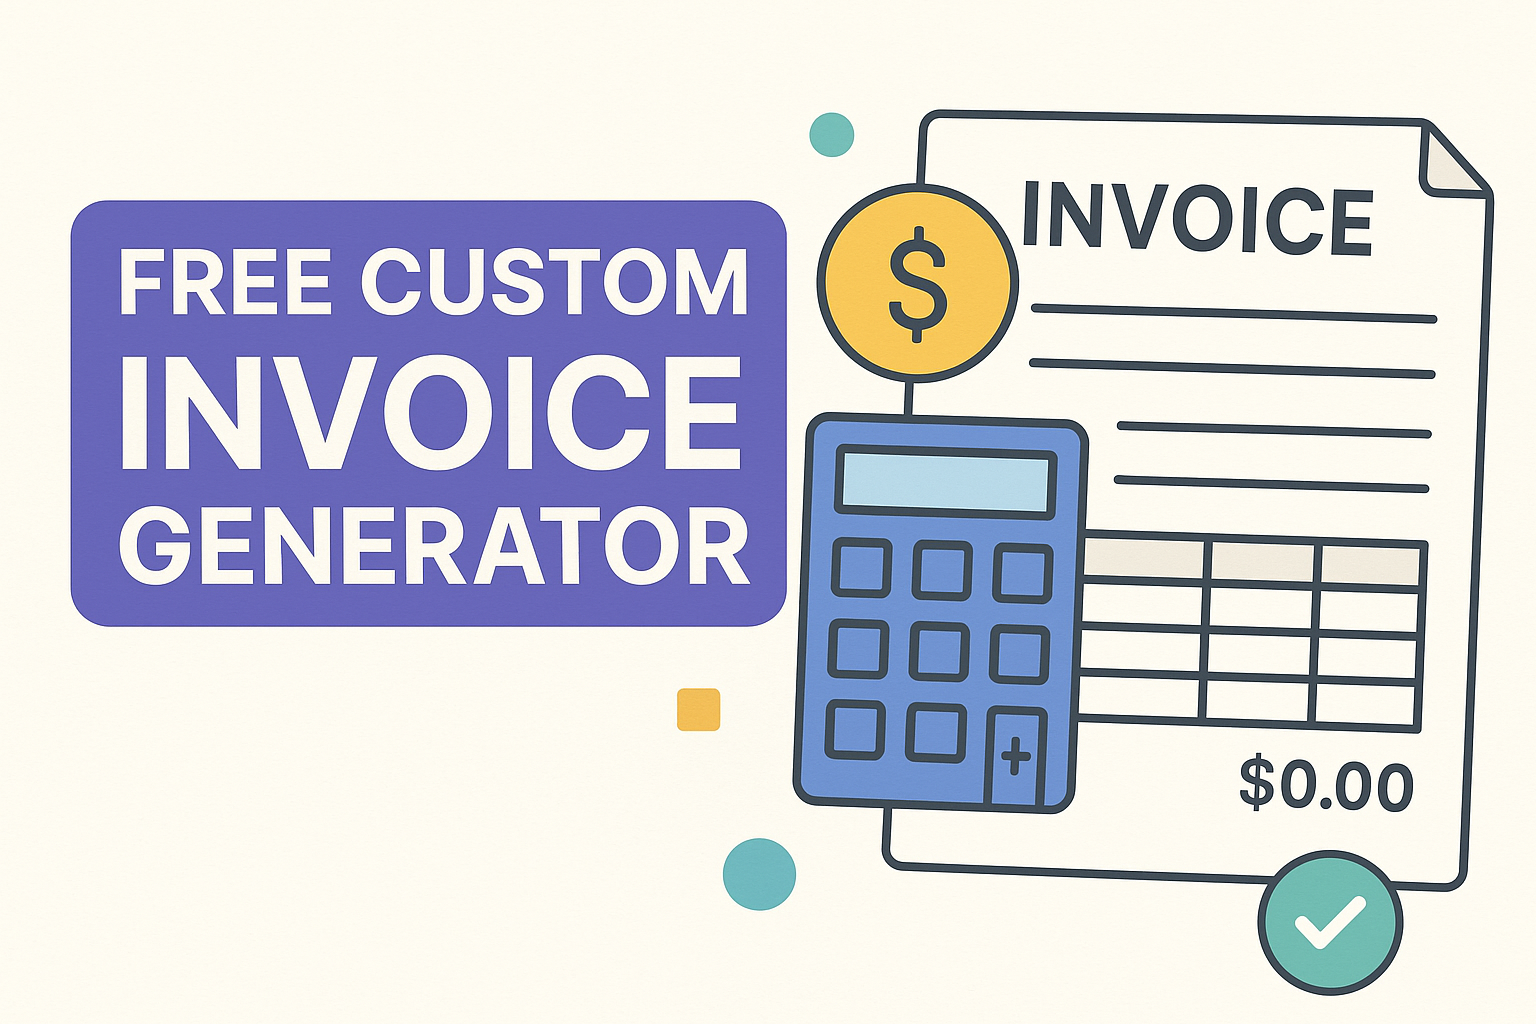 FREE CUSTOM
INVOICE
GENERATOR
$
INVOICE
+
$0.00